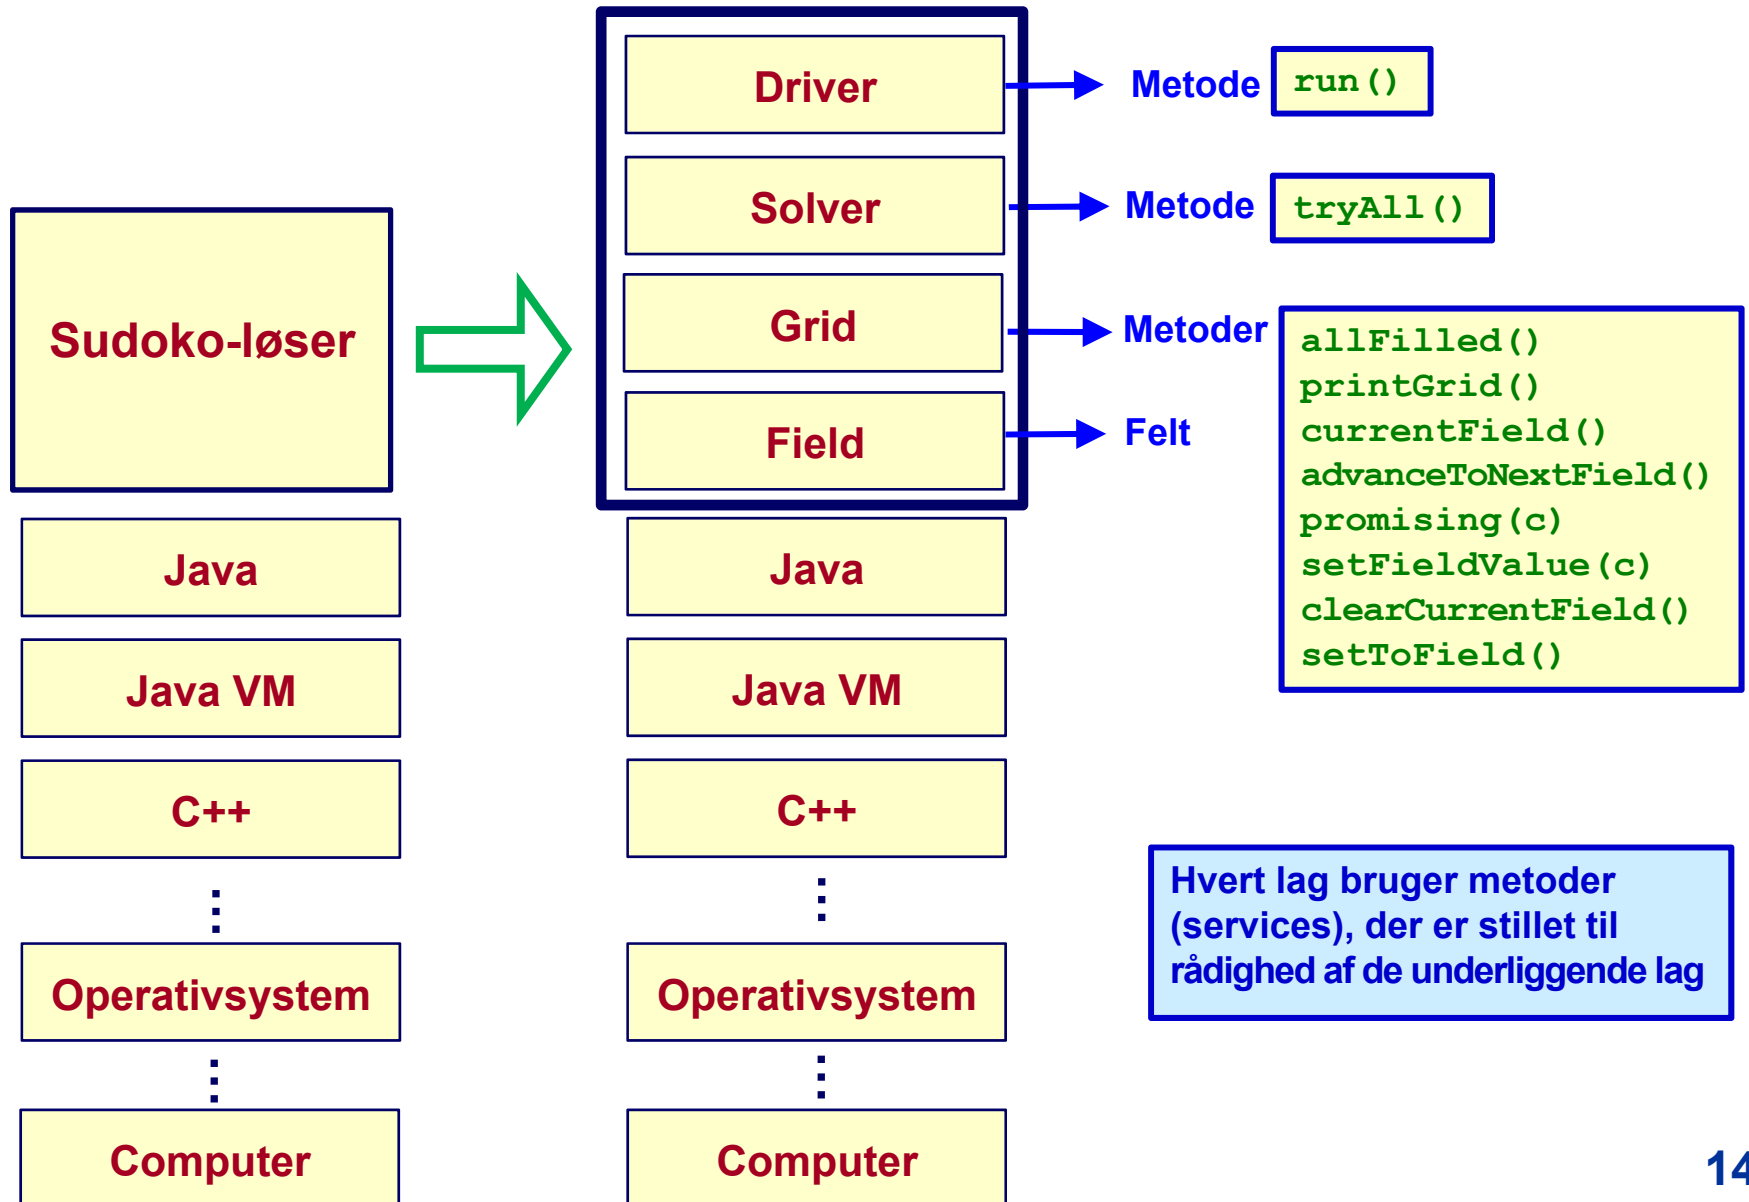 Sudoko-løser
Java
Java VM
C++
Operativsystem
Computer
Driver
Solver
Grid
Field
Java
Java VM
C++
Operativsystem
Computer
Metode run()
Metode tryAll()
Metoder
allFilled()
printGrid()
currentField()
advanceToNextField()
promising(c)
setFieldValue(c)
clearCurrentField()
setToField()
Felt
Hvert lag bruger metoder
(services), der er stillet til
rådighed af de underliggende lag
14